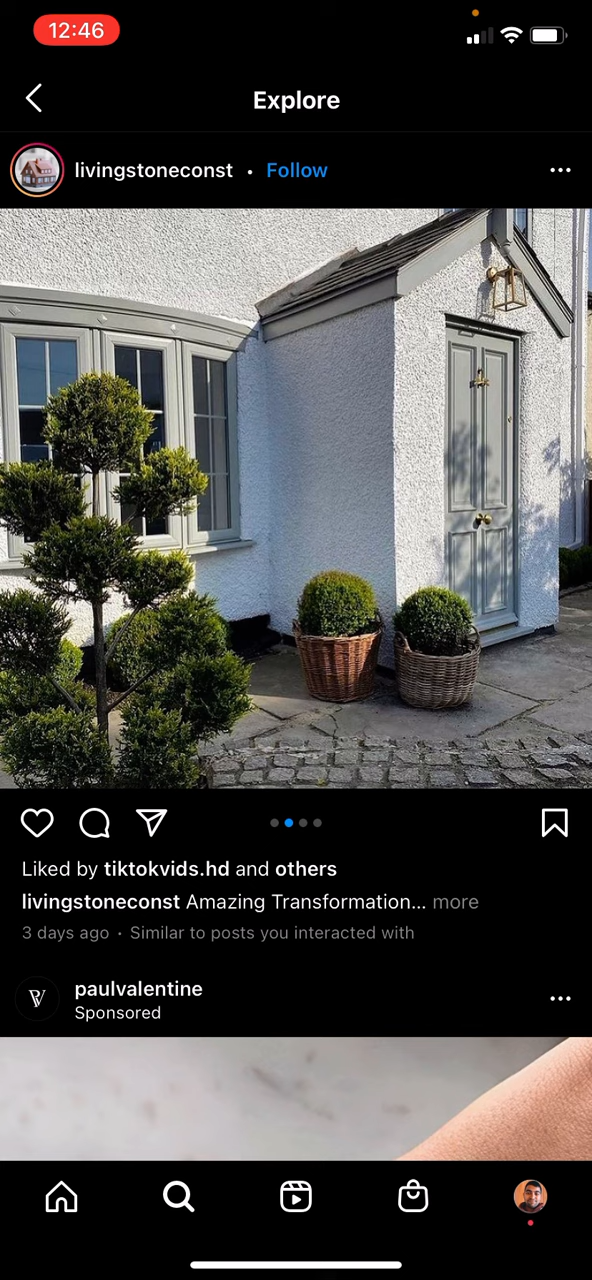 12:46
Explore
livingstoneconst • Follow
Liked by tiktokvids.hd and others
livingstoneconst Amazing Transformation... more
3 days ago · Similar to posts you interacted with
paulvalentine
Sponsored